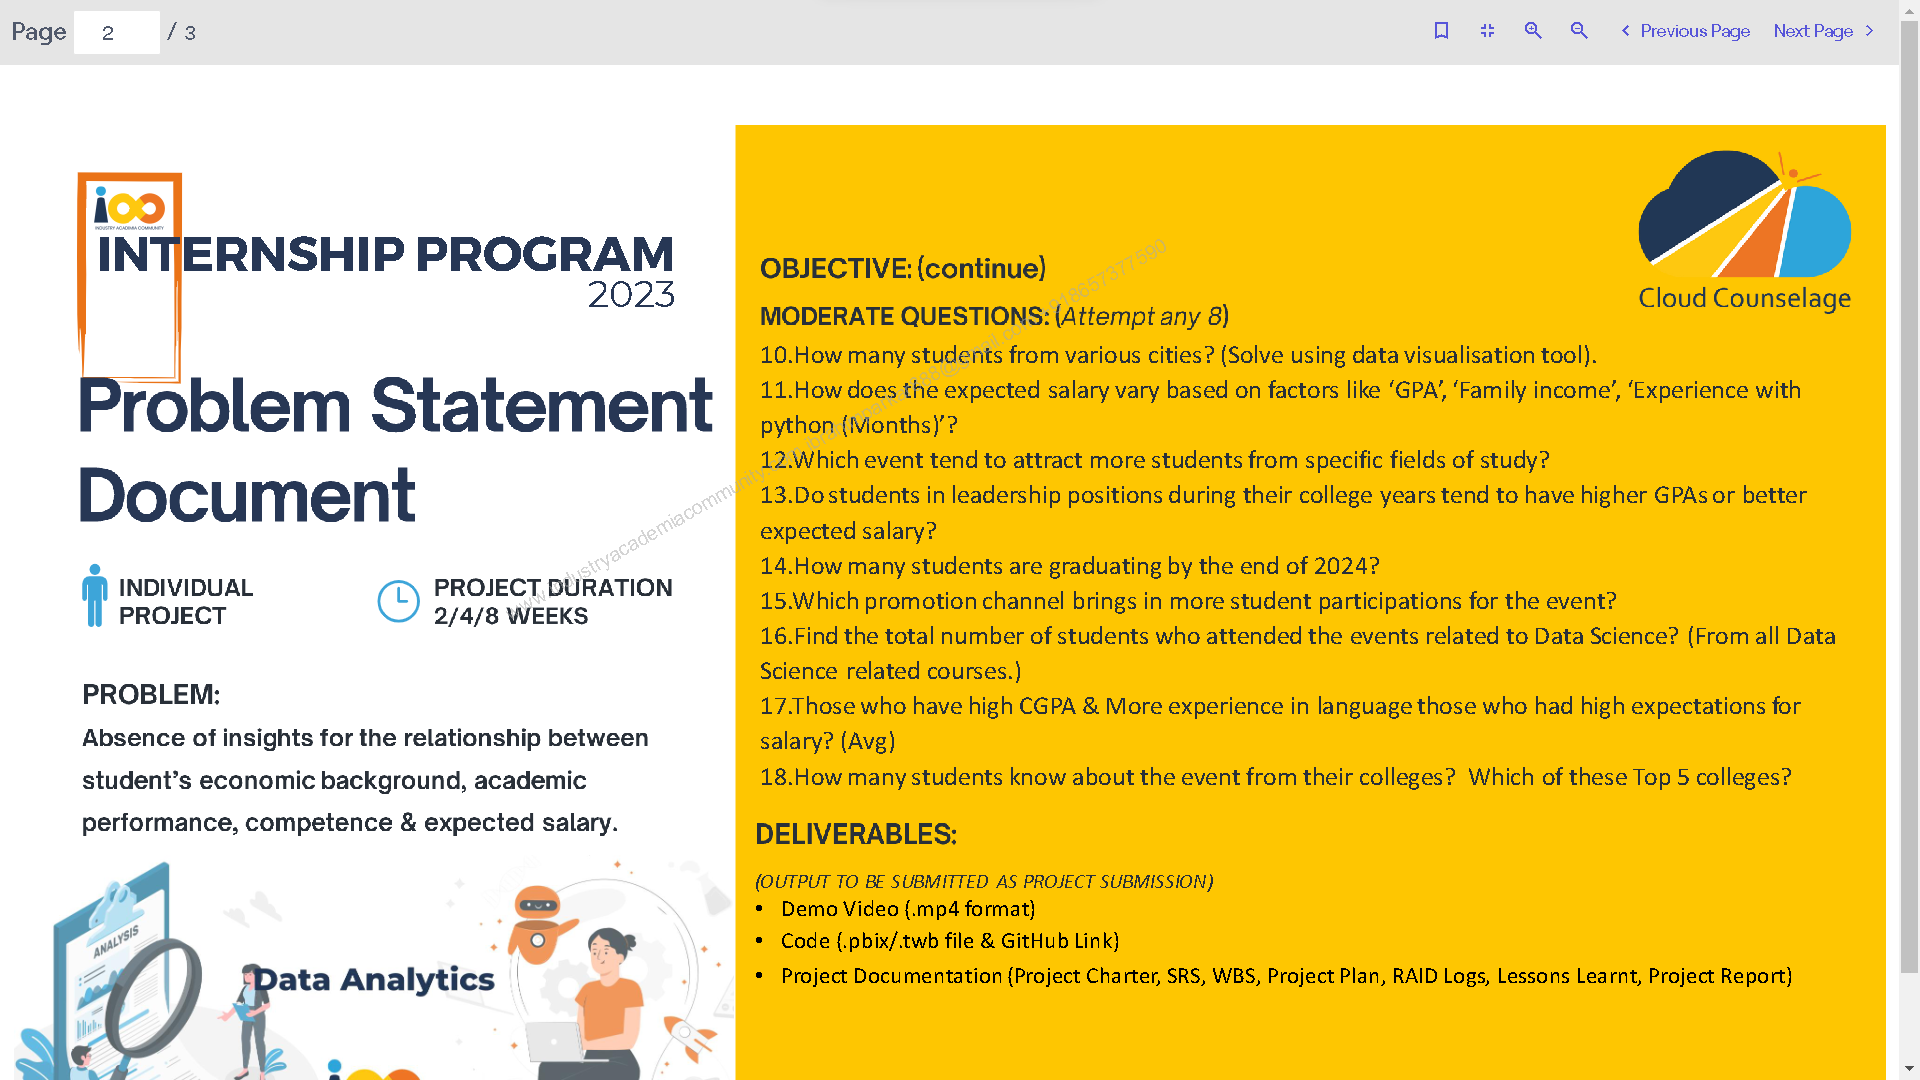 Page 2 / 3
Previous Page Next Page
INDUSTRY ACADEMIA COMMUNITY
INTERNSHIP PROGRAM
2023
Problem Statement
Document
INDIVIDUAL
PROJECT
PROJECT DURATION
2/4/8 WEEKS
PROBLEM:
Absence of insights for the relationship between
student’s economic background, academic
performance, competence & expected salary.
ANALYSIS
Data Analytics
Cloud Counselage
OBJECTIVE: (continue)
MODERATE QUESTIONS: (Attempt any 8)
10.How many students from various cities? (Solve using data visualisation tool).
11.How does the expected salary vary based on factors like ‘GPA’, ‘Family income’, ‘Experience with
python (Months)’?
12.Which event tend to attract more students from specific fields of study?
13.Do students in leadership positions during their college years tend to have higher GPAs or better
expected salary?
14.How many students are graduating by the end of 2024?
15.Which promotion channel brings in more student participations for the event?
16.Find the total number of students who attended the events related to Data Science? (From all Data
Science related courses.)
17.Those who have high CGPA & More experience in language those who had high expectations for
salary? (Avg)
18.How many students know about the event from their colleges? Which of these Top 5 colleges?
DELIVERABLES:
(OUTPUT TO BE SUBMITTED AS PROJECT SUBMISSION)
• Demo Video (.mp4 format)
• Code (.pbix/.twb file & GitHub Link)
• Project Documentation (Project Charter, SRS, WBS, Project Plan, RAID Logs, Lessons Learnt, Project Report)